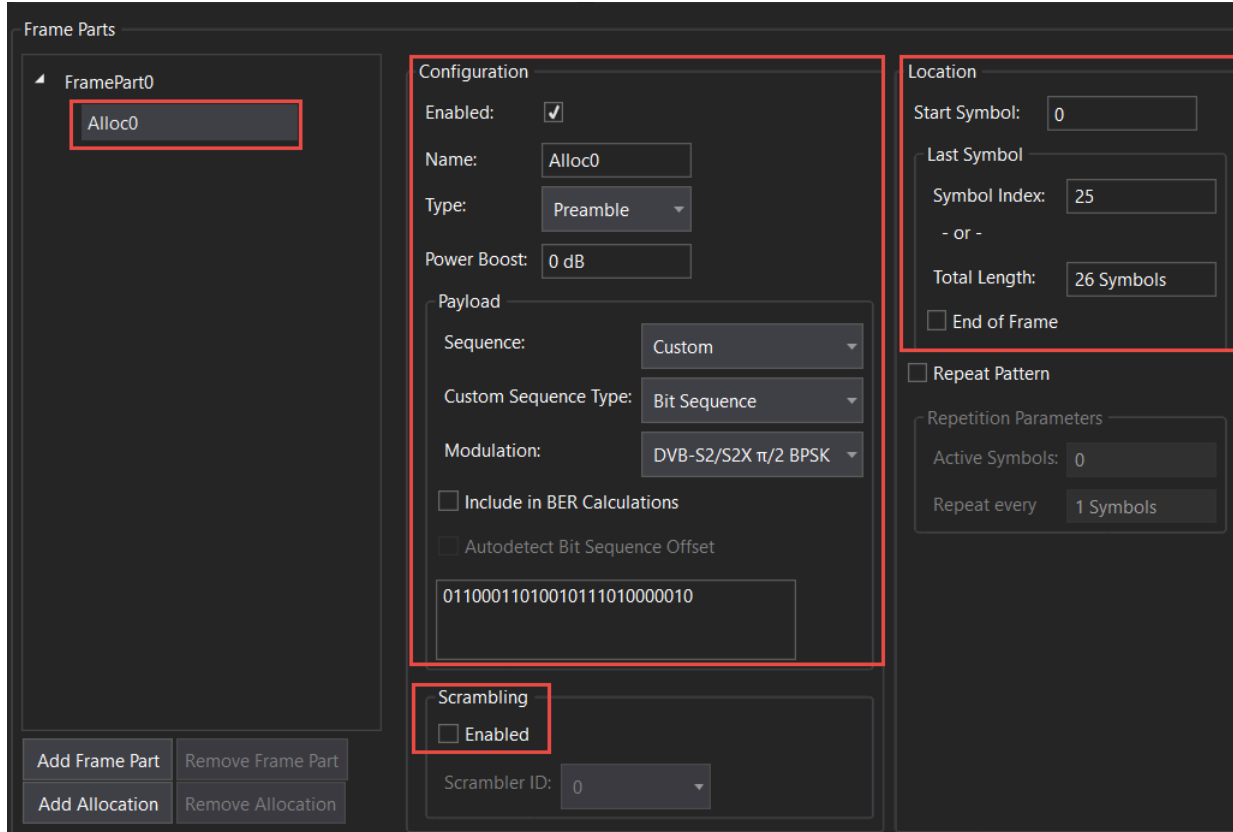 Frame Parts
FramePart0
Alloc0
Add Frame Part
Remove Frame Part
Add Allocation
Remove Allocation
Configuration
Enabled:
Name:
Alloc0
Type:
Preamble
Power Boost:
0 dB
Payload
Sequence:
Custom
Custom Sequence Type:
Bit Sequence
Modulation:
DVB-S2/S2X π/2 BPSK
Include in BER Calculations
Autodetect Bit Sequence Offset
01100011010010111010000010
Scrambling
Enabled
Scrambler ID:
0
Location
Start Symbol:
0
Last Symbol
Symbol Index:
25
- or -
Total Length:
26 Symbols
End of Frame
Repeat Pattern
Repetition Parameters
Active Symbols:
0
Repeat every
1 Symbols